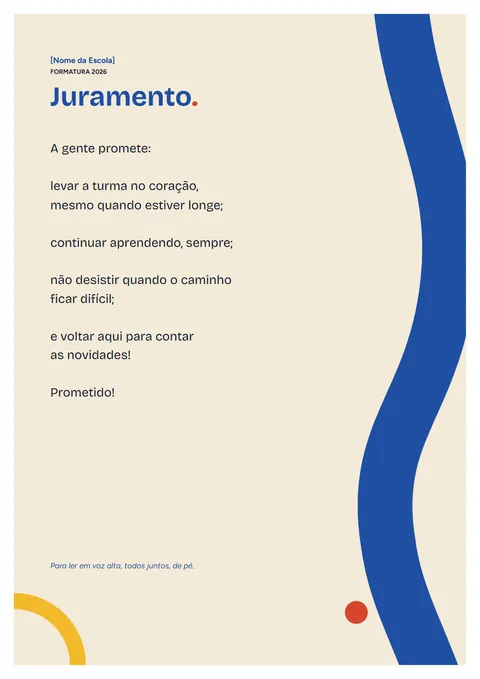 [Nome da Escola]
FORMATURA 2026
Juramento.
A gente promete:
levar a turma no coração,
mesmo quando estiver longe;
continuar aprendendo, sempre;
não desistir quando o caminho
ficar difícil;
e voltar aqui para contar
as novidades!
Prometido!
Para ler em voz alta, todos juntos, de pé.